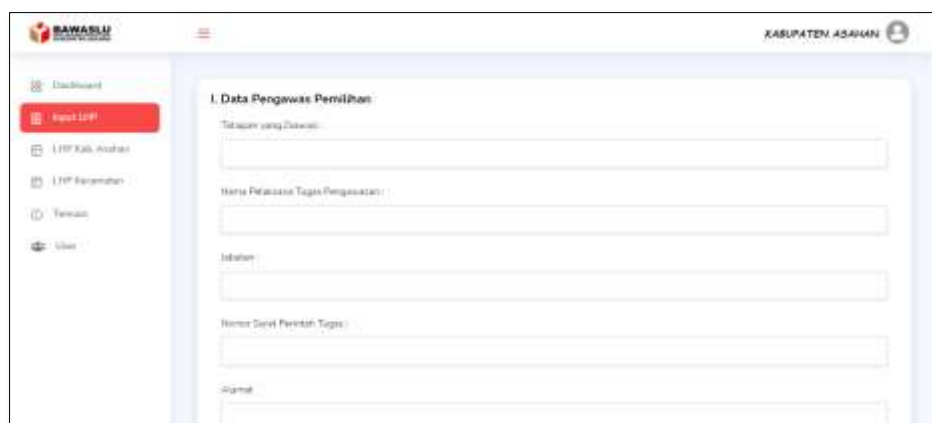 BAWASLU
KABUPATEN ASAHAN
Dashboard
Input LHP
LHP Kab. Asahan
LHP Kecamatan
Temuan
User
I. Data Pengawas Pemilihan
Tahapan yang Diawasi :
Nama Pelaksana Tugas Pengawasan :
Jabatan :
Nomor Surat Perintah Tugas :
Alamat